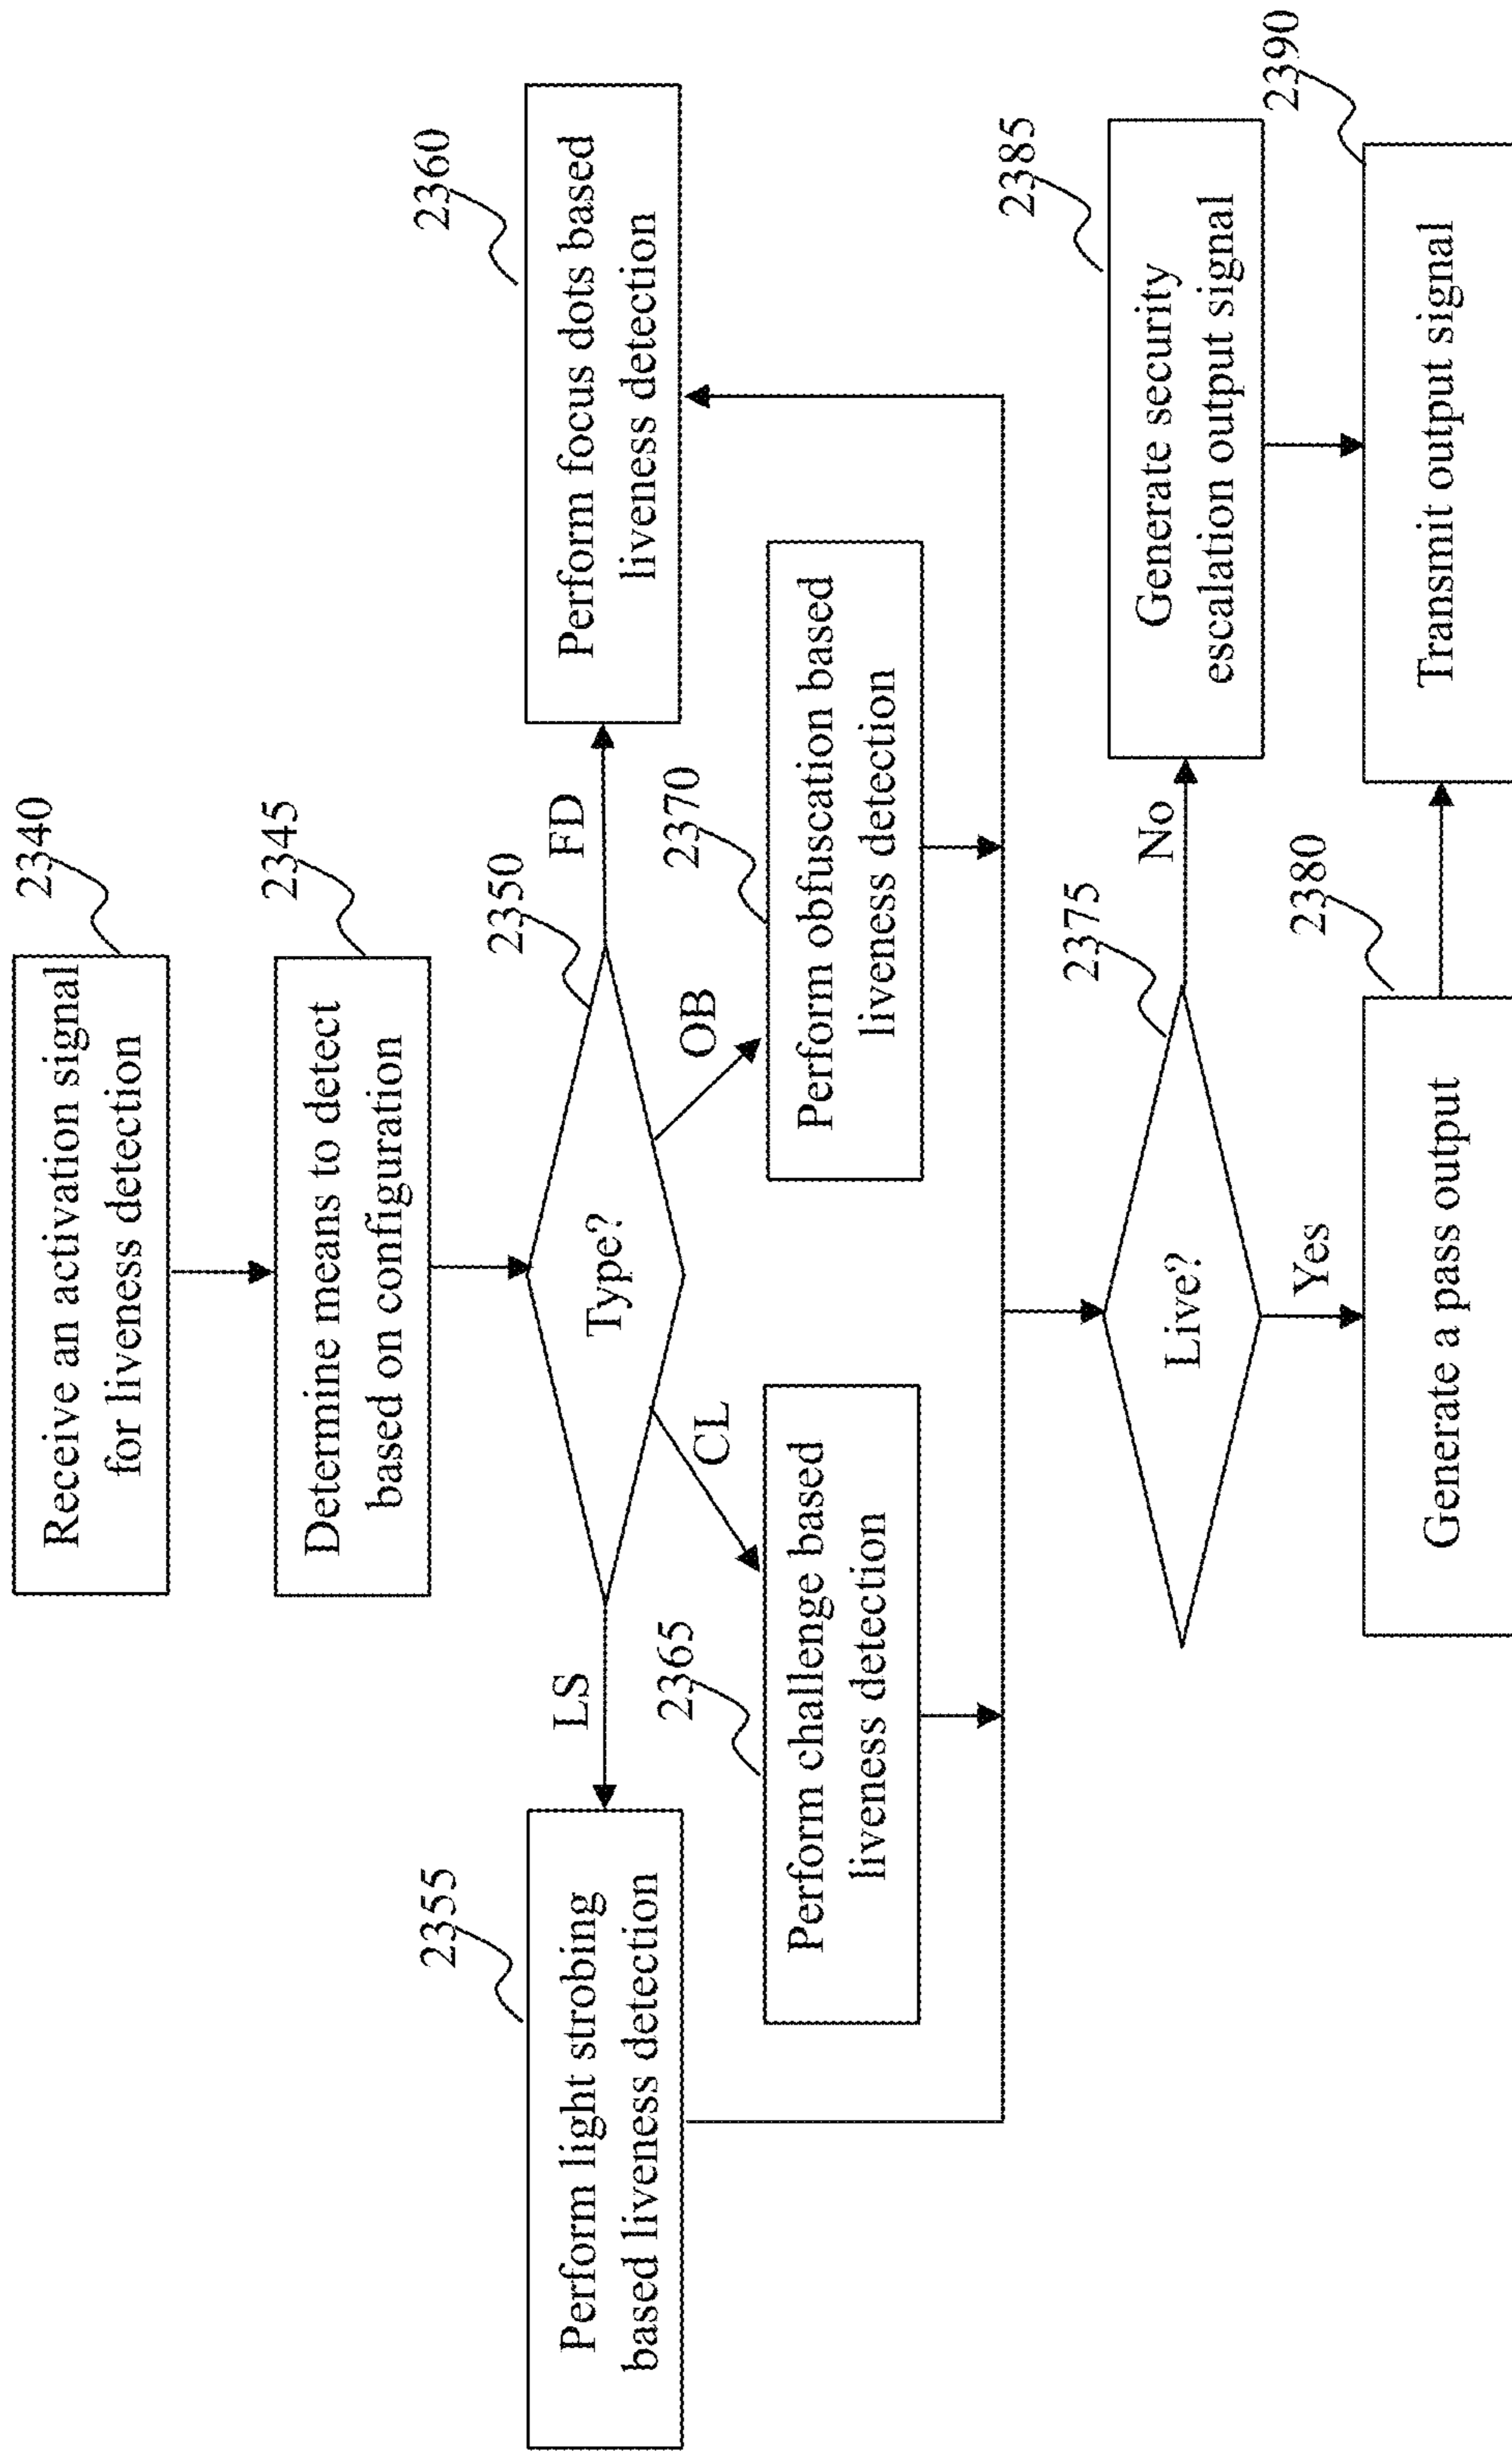 2340
Receive an activation signal
for liveness detection
2345
Determine means to detect
based on configuration
2350
Type?
LS
FD
CL
OB
2355
Perform light strobing
based liveness detection
2360
Perform focus dots based
liveness detection
2365
Perform challenge based
liveness detection
2370
Perform obfuscation based
liveness detection
2375
Live?
No
Yes
2385
Generate security
escalation output signal
2380
Generate a pass output
2390
Transmit output signal